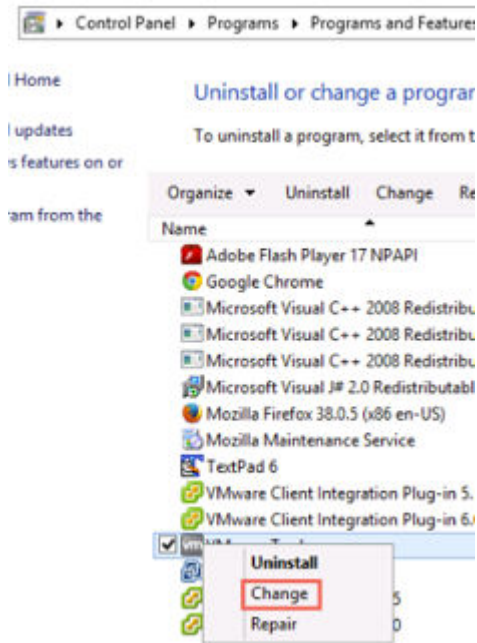 Control Panel ▸ Programs ▸ Programs and Features
Home
Uninstall or change a program
updates
To uninstall a program, select it from t
s features on or
am from the
Organize Uninstall Change Re
Name
Adobe Flash Player 17 NPAPI
Google Chrome
Microsoft Visual C++ 2008 Redistribu
Microsoft Visual C++ 2008 Redistribu
Microsoft Visual C++ 2008 Redistribu
Microsoft Visual J# 2.0 Redistributabl
Mozilla Firefox 38.0.5 (x86 en-US)
Mozilla Maintenance Service
TextPad 6
VMware Client Integration Plug-in 5.
VMware Client Integration Plug-in 6.
Uninstall
Change
5
Repair
0